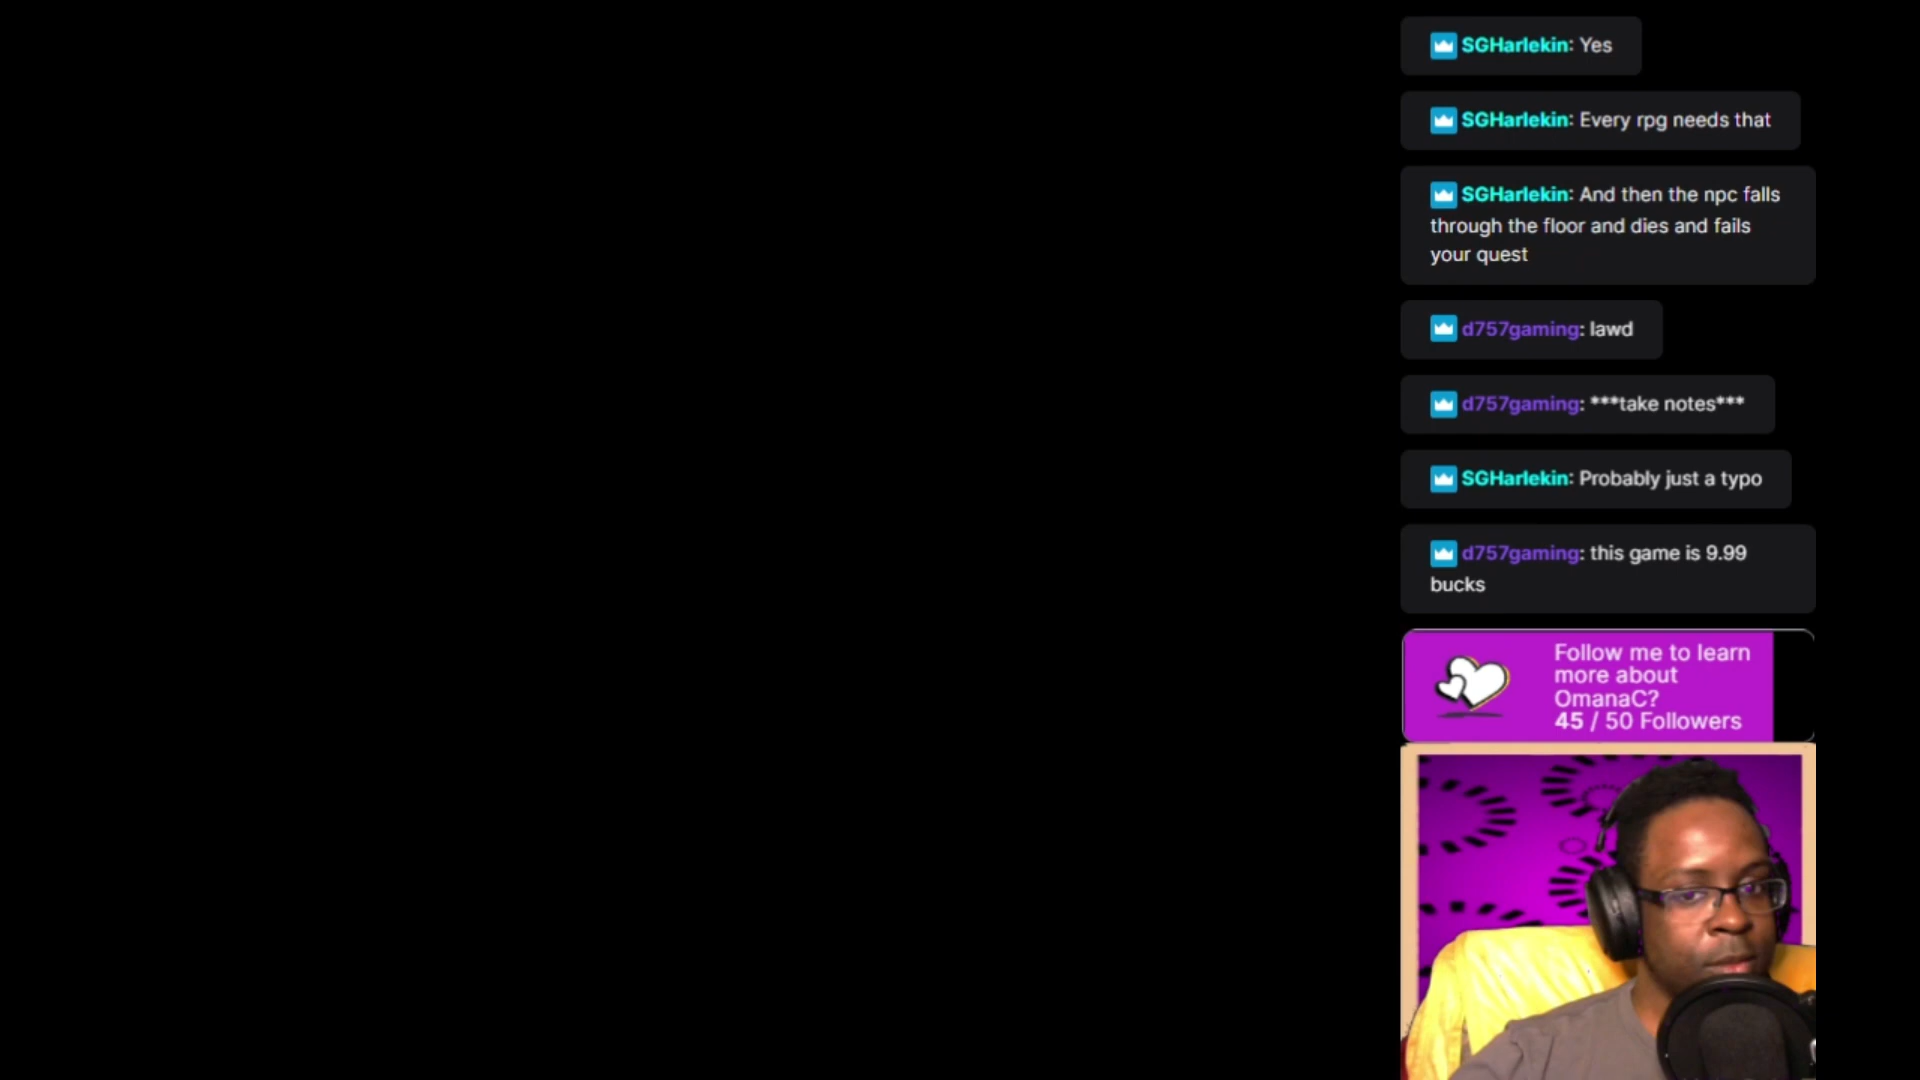 SGHarlekin: Yes
SGHarlekin: Every rpg needs that
SGHarlekin: And then the npc falls
through the floor and dies and fails
your quest
d757gaming: lawd
d757gaming: ***take notes***
SGHarlekin: Probably just a typo
d757gaming: this game is 9.99
bucks
Follow me to learn
more about
OmanaC?
45 / 50 Followers